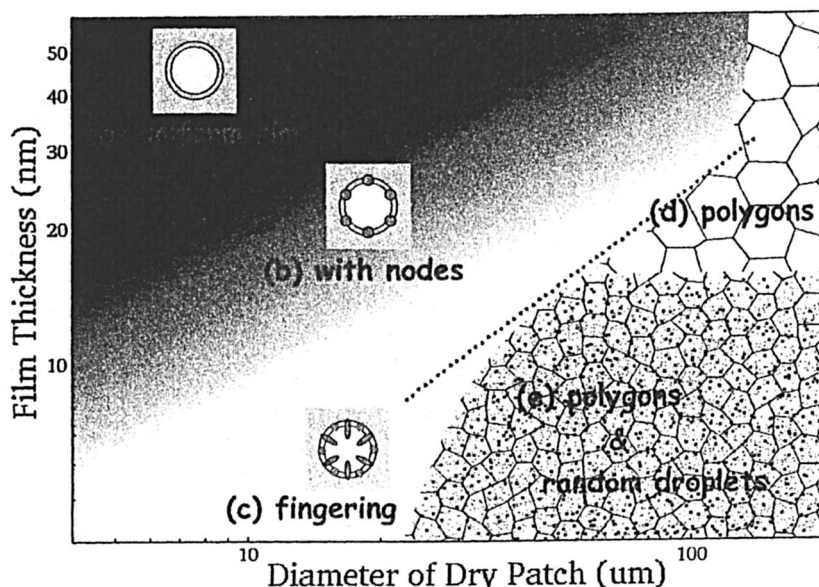 50
40
30
20
10
Film Thickness (nm)
(b) with nodes
(d) polygons
(e) polygons
&
random droplets
(c) fingering
10
100
Diameter of Dry Patch (um)